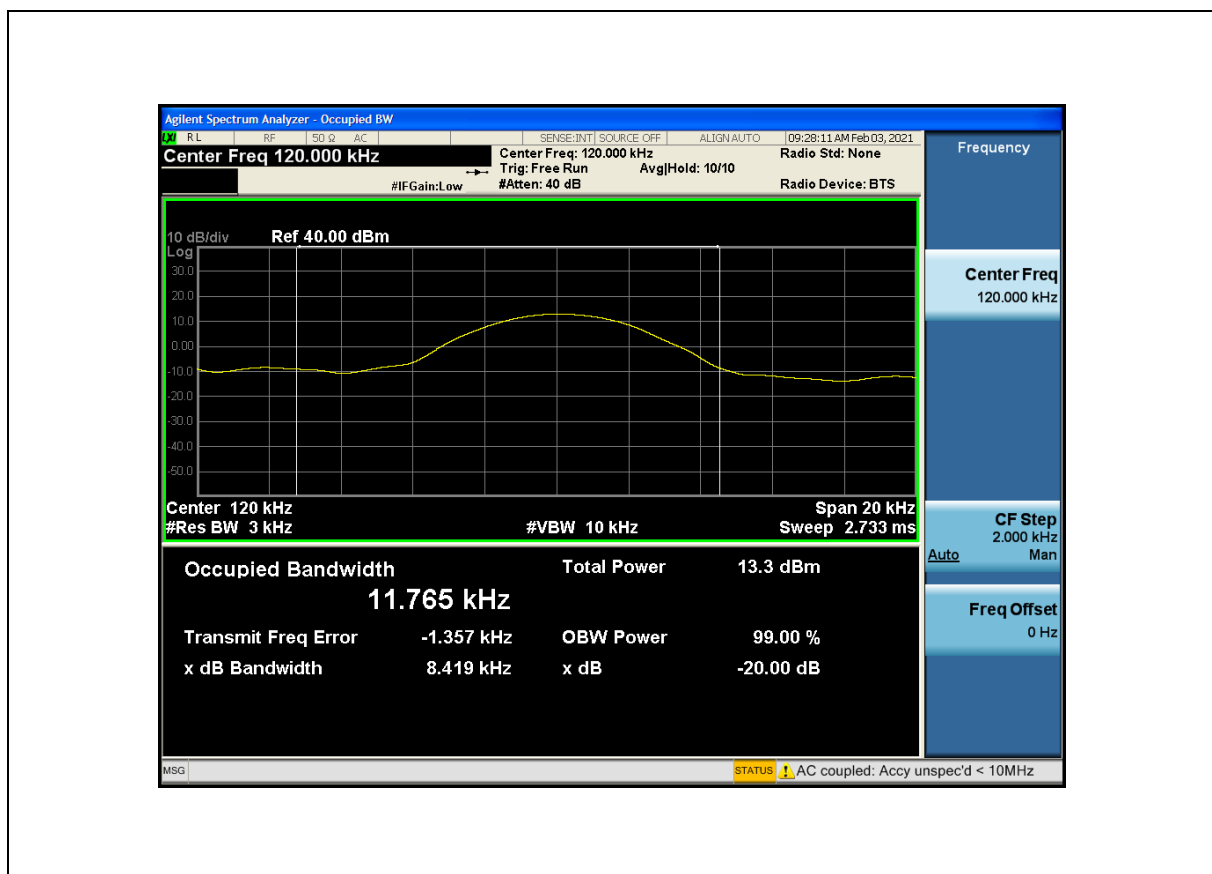 Agilent Spectrum Analyzer - Occupied BW
LXI RL RF 50 Ω AC SENSE:INT SOURCE OFF ALIGN AUTO 09:28:11 AM Feb 03, 2021
Center Freq 120.000 kHz
Center Freq: 120.000 kHz Radio Std: None
Trig: Free Run Avg|Hold: 10/10
#IFGain:Low #Atten: 40 dB Radio Device: BTS
10 dB/div Ref 40.00 dBm
Log
30.0
20.0
10.0
0.00
-10.0
-20.0
-30.0
-40.0
-50.0
Center 120 kHz Span 20 kHz
#Res BW 3 kHz #VBW 10 kHz Sweep 2.733 ms
Occupied Bandwidth Total Power 13.3 dBm
11.765 kHz
Transmit Freq Error -1.357 kHz OBW Power 99.00 %
x dB Bandwidth 8.419 kHz x dB -20.00 dB
Frequency
Center Freq
120.000 kHz
CF Step
2.000 kHz
Auto Man
Freq Offset
0 Hz
MSG STATUS AC coupled: Accy unspec'd < 10MHz